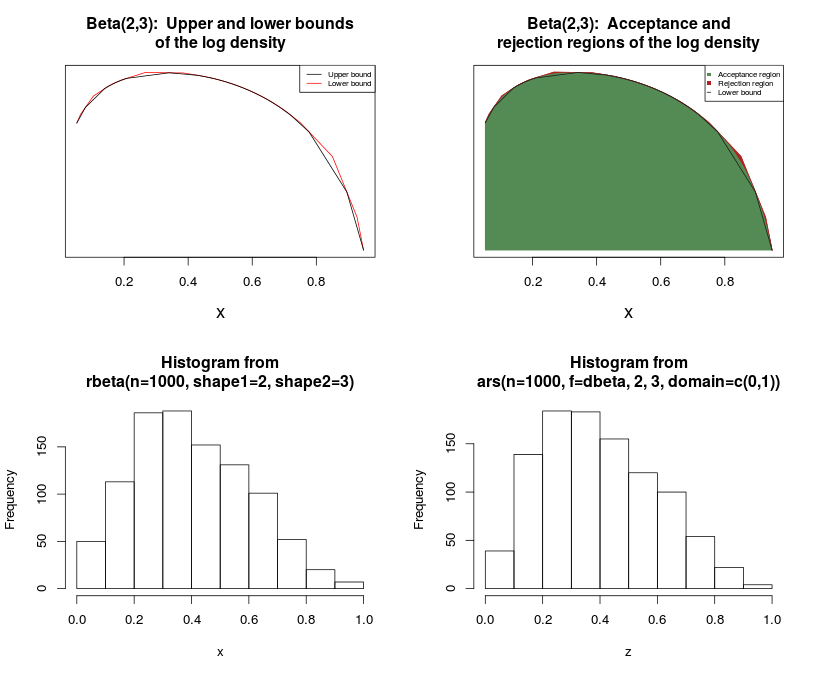 Beta(2,3):  Upper and lower bounds
of the log density
Upper bound
Lower bound
0.2 0.4 0.6 0.8
x
Beta(2,3):  Acceptance and
rejection regions of the log density
Acceptance region
Rejection region
Lower bound
0.2 0.4 0.6 0.8
x
Histogram from
rbeta(n=1000, shape1=2, shape2=3)
Frequency
150
100
50
0
0.0 0.2 0.4 0.6 0.8 1.0
x
Histogram from
ars(n=1000, f=dbeta, 2, 3, domain=c(0,1))
Frequency
150
100
50
0
0.0 0.2 0.4 0.6 0.8 1.0
z